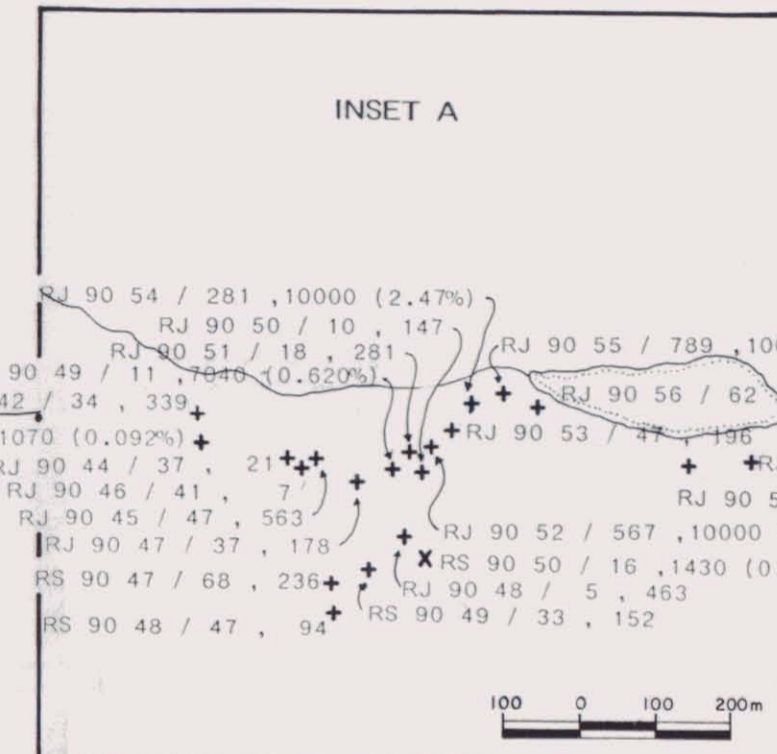 INSET A
RJ 90 54 / 281 ,10000 (2.47%)
RJ 90 50 / 10 , 147
RJ 90 51 / 18 , 281
RJ 90 55 / 789 ,100
90 49 / 11 ,7040 (0.620%)
RJ 90 56 / 62
42 / 34 , 339
RJ 90 53 / 47 , 196
1070 (0.092%)
RJ 90 44 / 37 , 21
RJ 90 46 / 41 , 7
RJ 90 5
RJ 90 45 / 47 , 563
RJ 90 52 / 567 ,10000
RJ 90 47 / 37 , 178
RS 90 50 / 16 ,1430 (0.
RS 90 47 / 68 , 236
RJ 90 48 / 5 , 463
RS 90 49 / 33 , 152
RS 90 48 / 47 , 94
100 0 100 200m